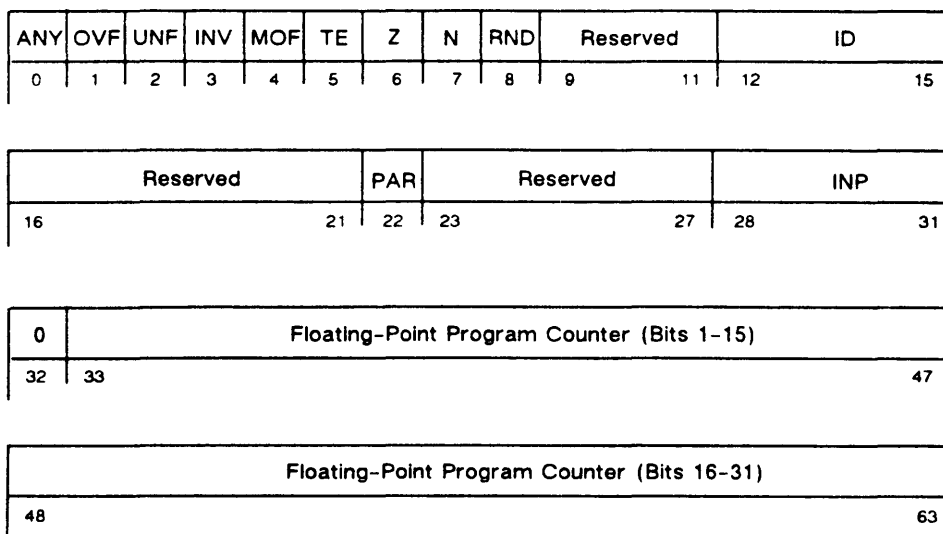 ANY OVF UNF INV MOF TE Z N RND Reserved ID
0 1 2 3 4 5 6 7 8 9 11 12 15
Reserved PAR Reserved INP
16 21 22 23 27 28 31
0 Floating-Point Program Counter (Bits 1-15)
32 33 47
Floating-Point Program Counter (Bits 16-31)
48 63